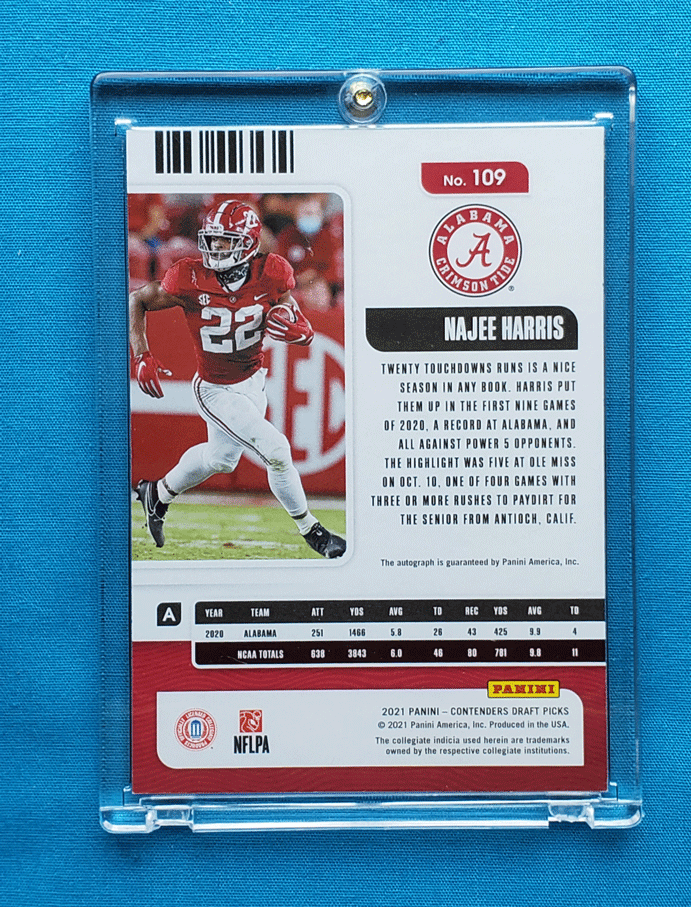 No. 109
ALABAMA
A
CRIMSON TIDE
®
NAJEE HARRIS
TWENTY TOUCHDOWNS RUNS IS A NICE
SEASON IN ANY BOOK. HARRIS PUT
THEM UP IN THE FIRST NINE GAMES
OF 2020, A RECORD AT ALABAMA, AND
ALL AGAINST POWER 5 OPPONENTS.
THE HIGHLIGHT WAS FIVE AT OLE MISS
ON OCT. 10, ONE OF FOUR GAMES WITH
THREE OR MORE RUSHES TO PAYDIRT FOR
THE SENIOR FROM ANTIOCH, CALIF.
The autograph is guaranteed by Panini America, Inc.
SEC
22
SEC
A
YEAR TEAM ATT YDS AVG TD REC YDS AVG TD
2020 ALABAMA 251 1466 5.8 26 43 425 9.9 4
NCAA TOTALS 638 3843 6.0 46 80 781 9.8 11
PANINI
2021 PANINI – CONTENDERS DRAFT PICKS
© 2021 Panini America, Inc. Produced in the USA.
The collegiate indicia used herein are trademarks
owned by the respective collegiate institutions.
OFFICIALLY LICENSED COLLEGIATE PRODUCTS
NFLPA